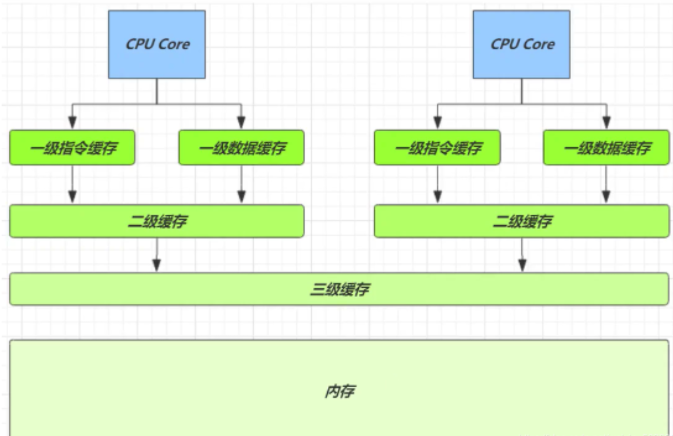 CPU Core
CPU Core
一级指令缓存
一级数据缓存
一级指令缓存
一级数据缓存
二级缓存
二级缓存
三级缓存
内存